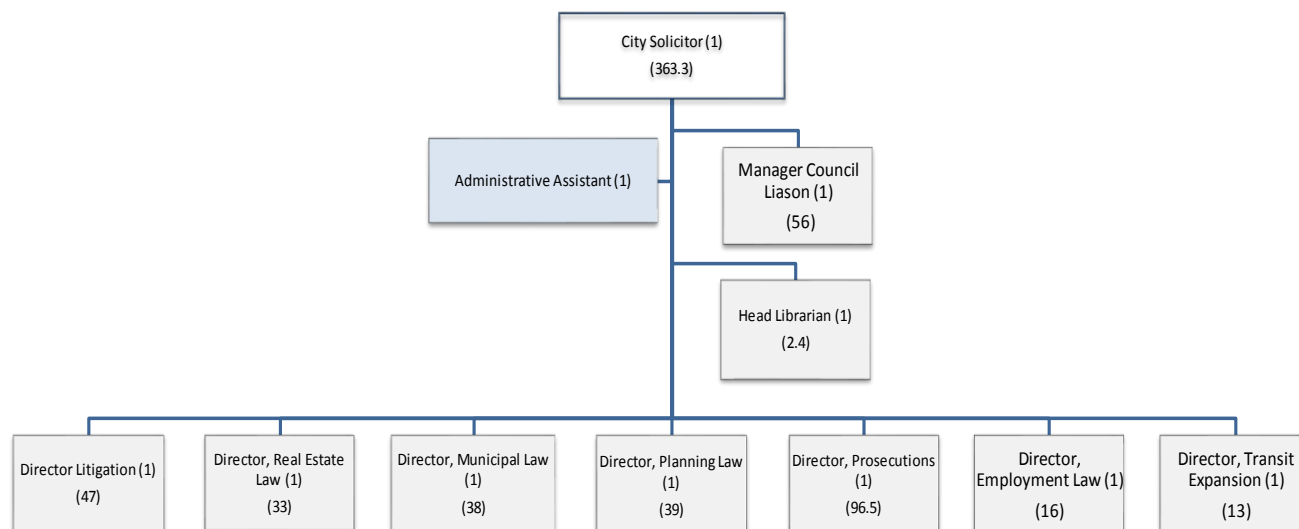 City Solicitor (1)
(363.3)
Administrative Assistant (1)
Manager Council
Liason (1)
(56)
Head Librarian (1)
(2.4)
Director Litigation (1)
(47)
Director, Real Estate
Law (1)
(33)
Director, Municipal Law
(1)
(38)
Director, Planning Law
(1)
(39)
Director, Prosecutions
(1)
(96.5)
Director,
Employment Law (1)
(16)
Director, Transit
Expansion (1)
(13)